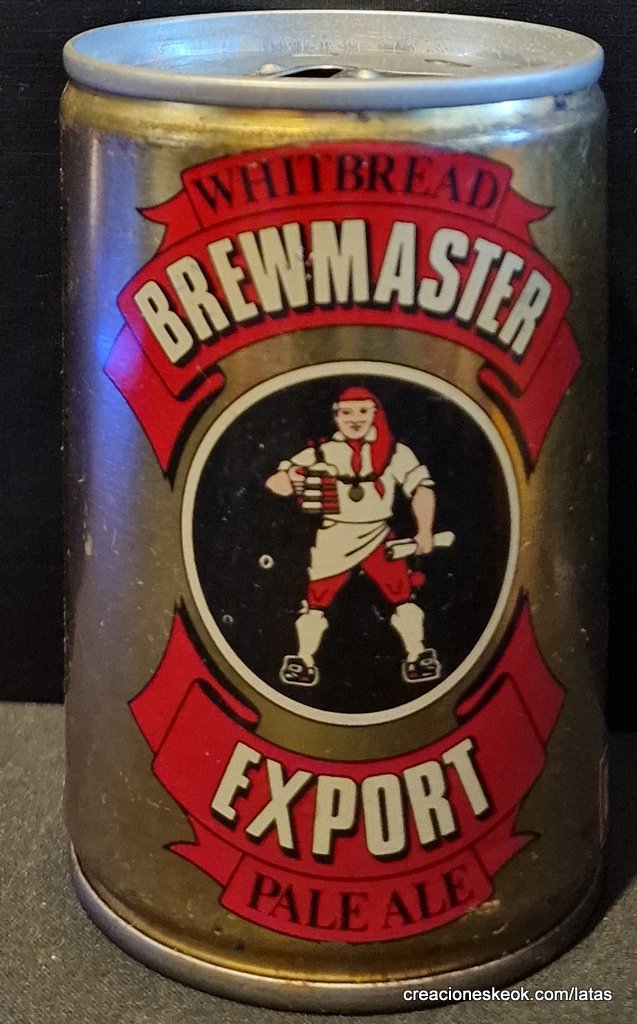 WHITBREAD
BREWMASTER
EXPORT
PALE ALE
creacioneskeok.com/latas